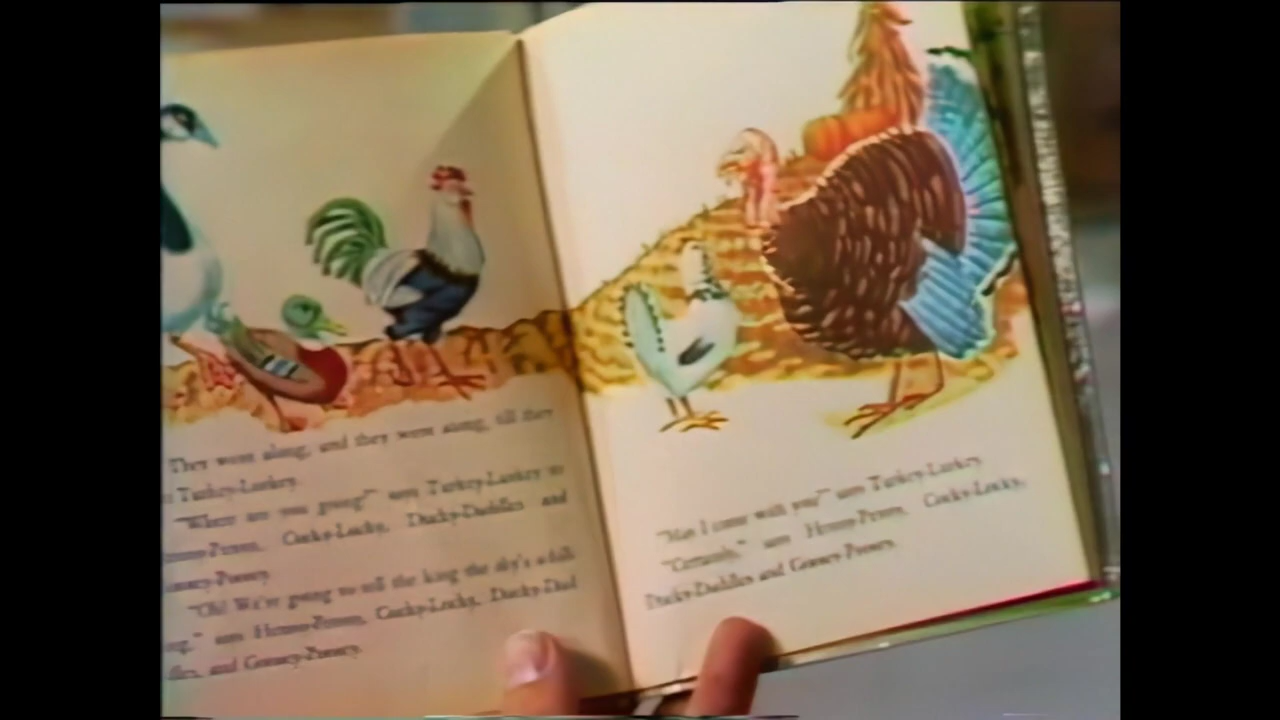 They went along, and they went along, till they
Turkey-Lurkey.
"Where are you going?" says Turkey-Lurkey to
Henny-Penny, Cocky-Locky, Ducky-Daddles and
Goosey-Poosey.
"Oh! We're going to tell the king the sky's a-falling,"
says Henny-Penny, Cocky-Locky, Ducky-Dad
dles, and Goosey-Poosey.
"May I come with you?" says Turkey-Lurkey.
"Certainly," says Henny-Penny, Cocky-Locky,
Ducky-Daddles and Goosey-Poosey.